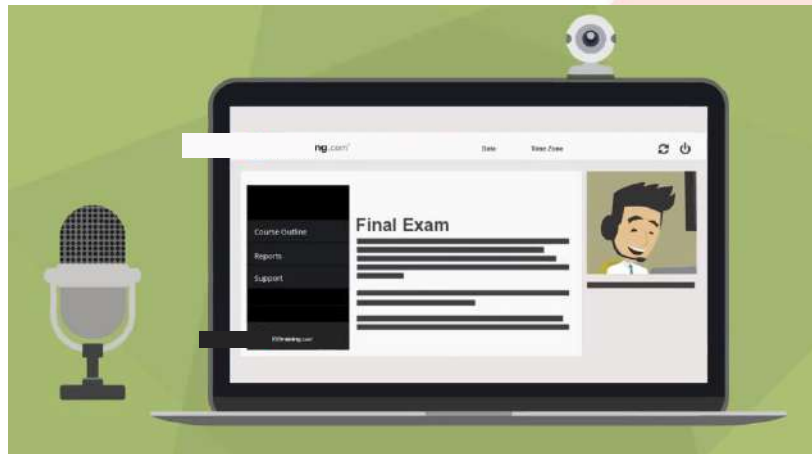 ng.com
Date Time Zone
Final Exam
Course Outline
Reports
Support